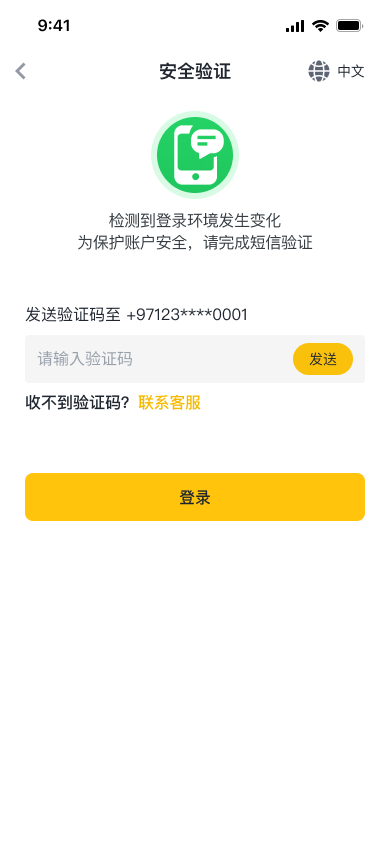 9:41
安全验证
中文
检测到登录环境发生变化
为保护账户安全，请完成短信验证
发送验证码至 +97123****0001
请输入验证码
发送
收不到验证码？联系客服
登录